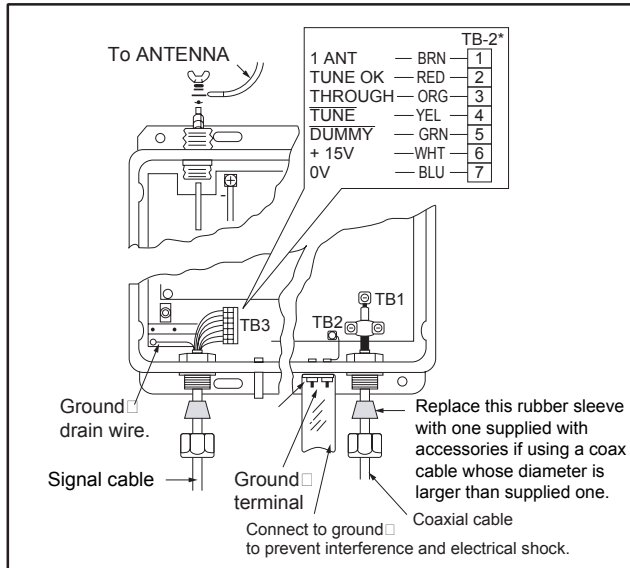 To ANTENNA
TB-2*
1 ANT — BRN — 1
TUNE OK — RED — 2
THROUGH — ORG — 3
TUNE — YEL — 4
DUMMY — GRN — 5
+ 15V — WHT — 6
0V — BLU — 7
TB1
TB2
TB3
Ground
drain wire.
Signal cable
Ground
terminal
Connect to ground
to prevent interference and electrical shock.
Replace this rubber sleeve
with one supplied with
accessories if using a coax
cable whose diameter is
larger than supplied one.
Coaxial cable